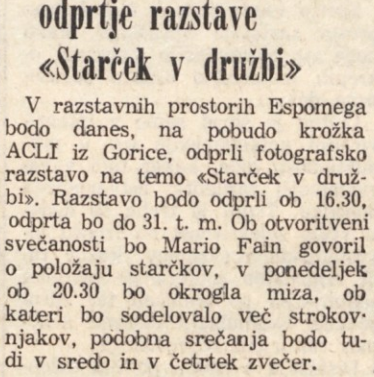 odprtje razstave
«Starček v družbi»
V razstavnih prostorih Espomega
bodo danes, na pobudo krožka
ACLI iz Gorice, odprli fotografsko
razstavo na temo «Starček v druž-
bi». Razstavo bodo odprli ob 16.30,
odprta bo do 31. t. m. Ob otvoritveni
svečanosti bo Mario Fain govoril
o položaju starčkov, v ponedeljek
ob 20.30 bo okrogla miza, ob
kateri bo sodelovalo več strokov-
njakov, podobna srečanja bodo tu-
di v sredo in v četrtek zvečer.